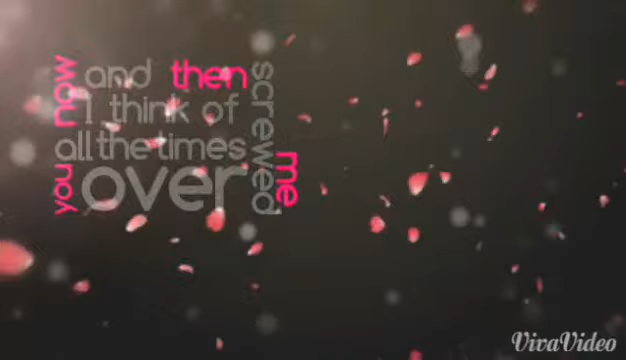 now
and then
I think of
all the times
you
screwed
me
over
VivaVideo